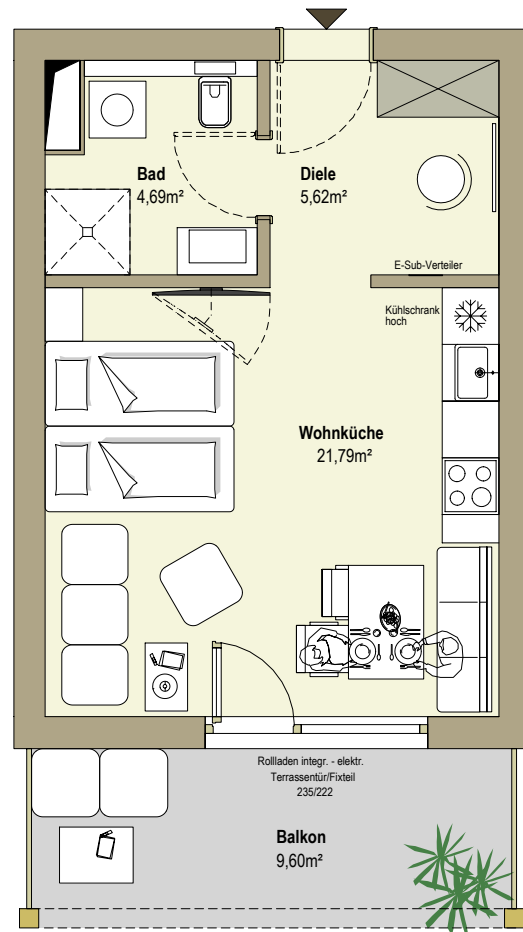 Bad
4,69m²
Diele
5,62m²
E-Sub-Verteiler
Kühlschrank
hoch
Wohnküche
21,79m²
Rollladen integr. - elektr.
Terrassentür/Fixteil
235/222
Balkon
9,60m²